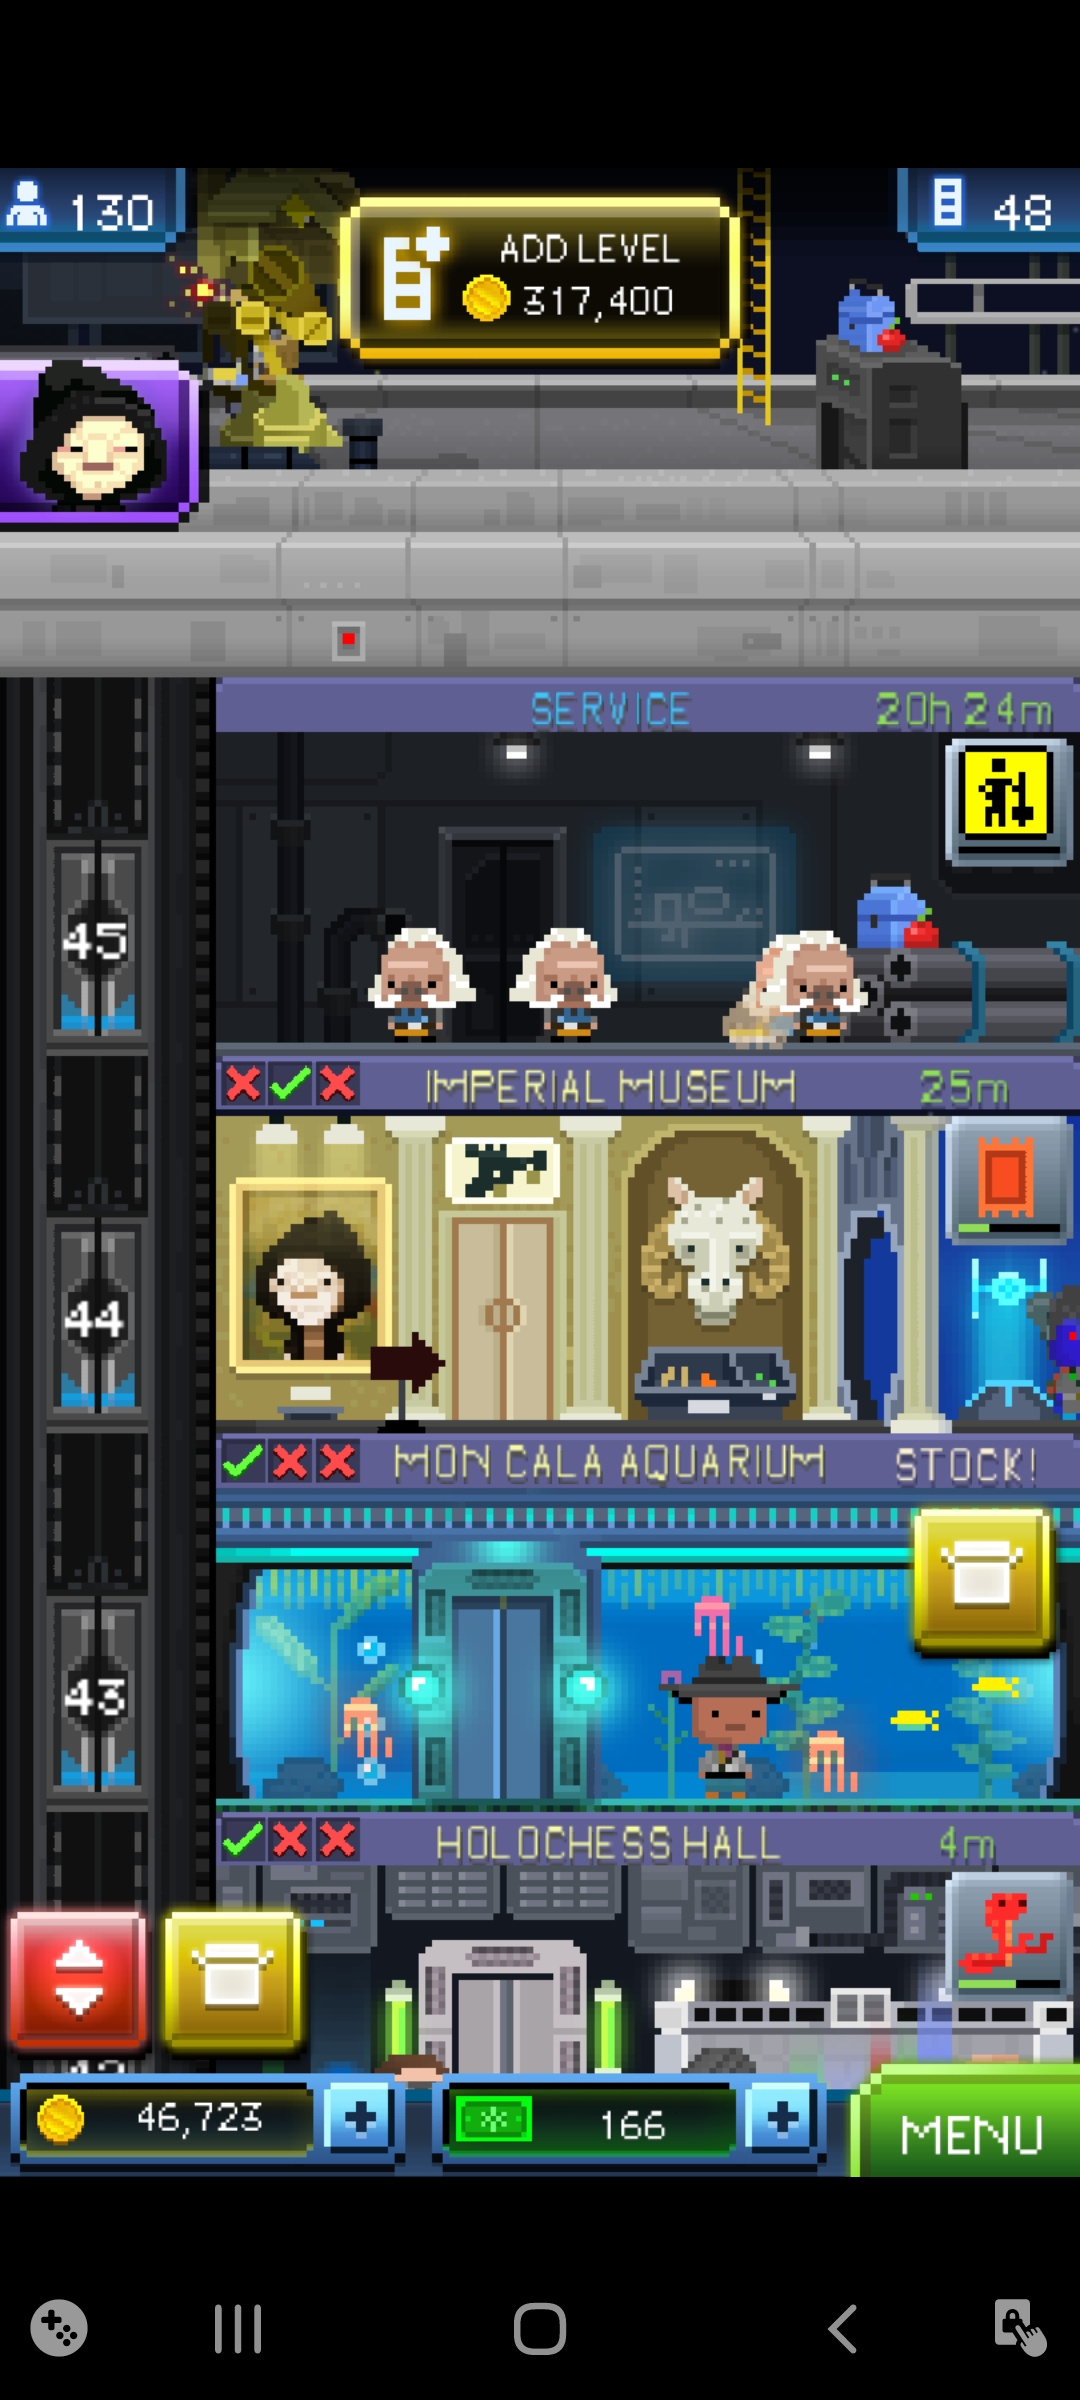 130
ADD LEVEL
317,400
48
SERVICE 20h 24m
45
IMPERIAL MUSEUM 25m
44
MON CALA AQUARIUM STOCK!
43
HOLOCHESS HALL 4m
46,723
166
MENU